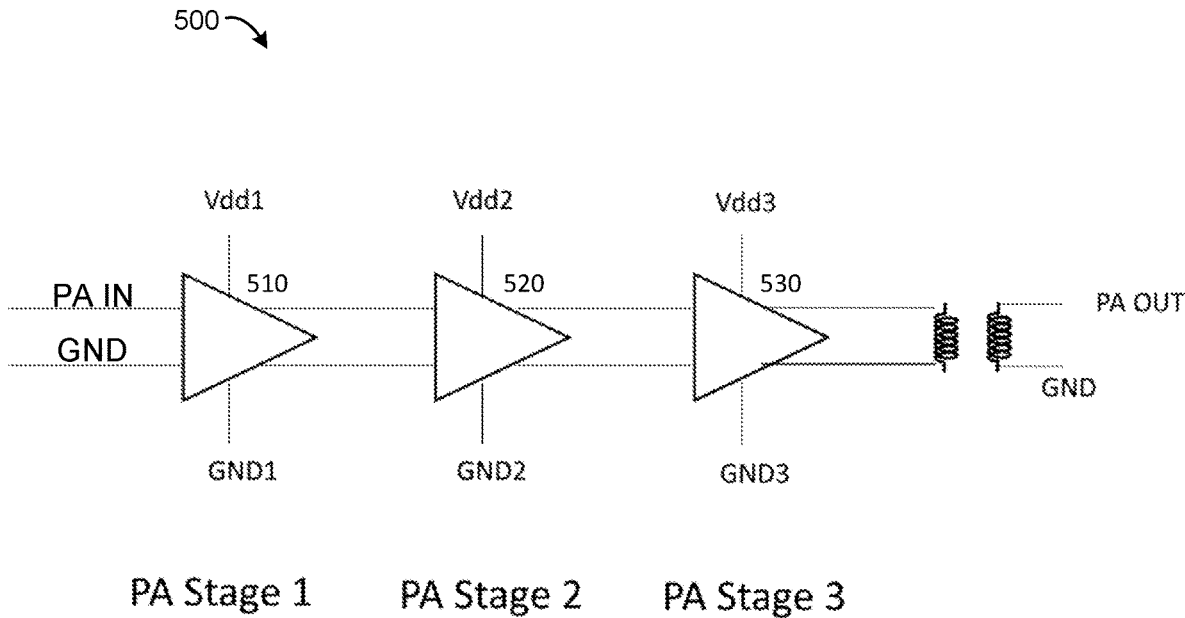 500
Vdd1 Vdd2 Vdd3
510 520 530
PA IN
PA OUT
GND
GND
GND1 GND2 GND3
PA Stage 1 PA Stage 2 PA Stage 3